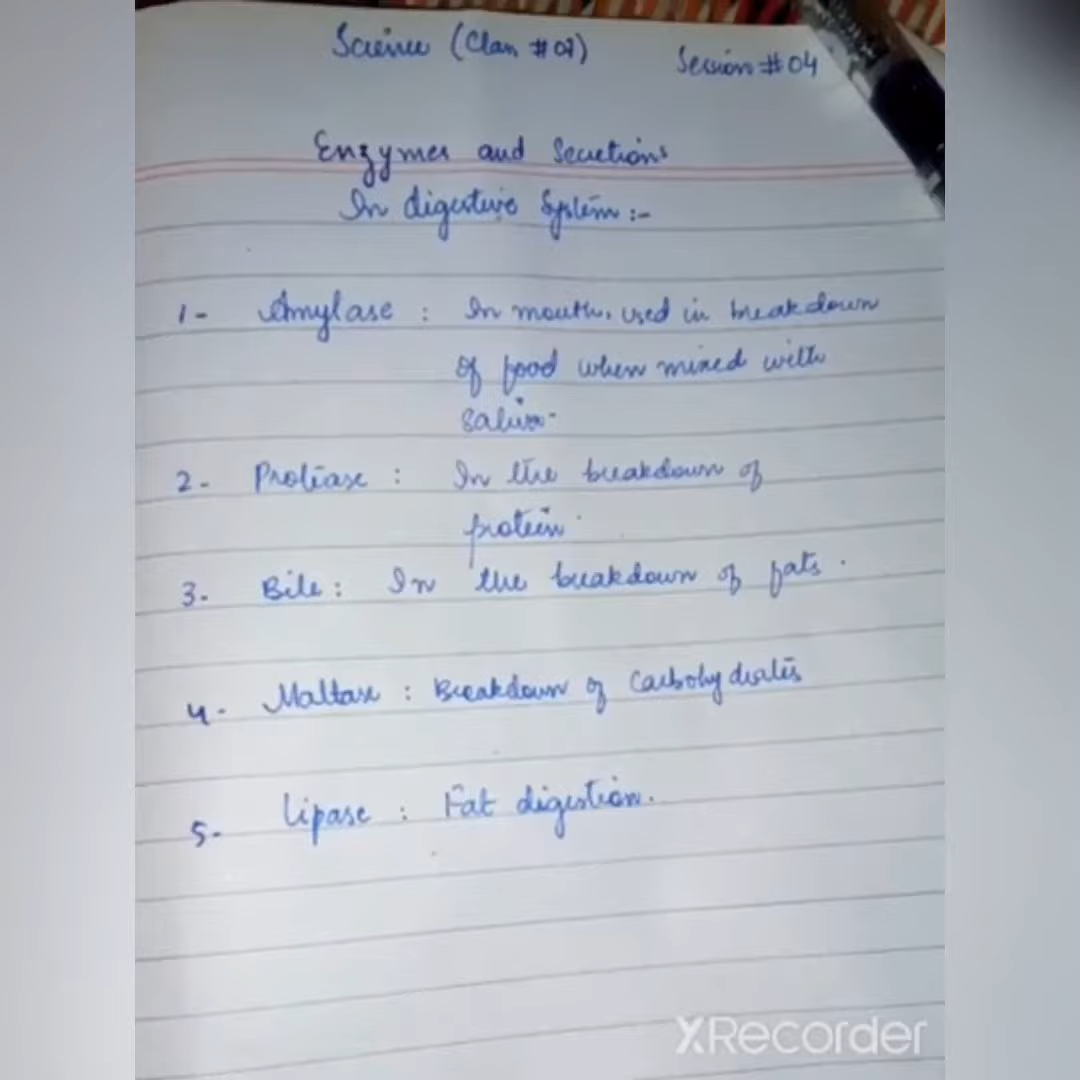 Science (Class #07)
Session #04
Enzymes and Secretions
In digestive System :-
1- Amylase : In mouth, used in breakdown
of food when mixed with
saliva.
2- Protease : In the breakdown of
protein.
3- Bile : In the breakdown of fats.
4- Maltase : Breakdown of Carbohydrates
5- Lipase : Fat digestion.
XRecorder